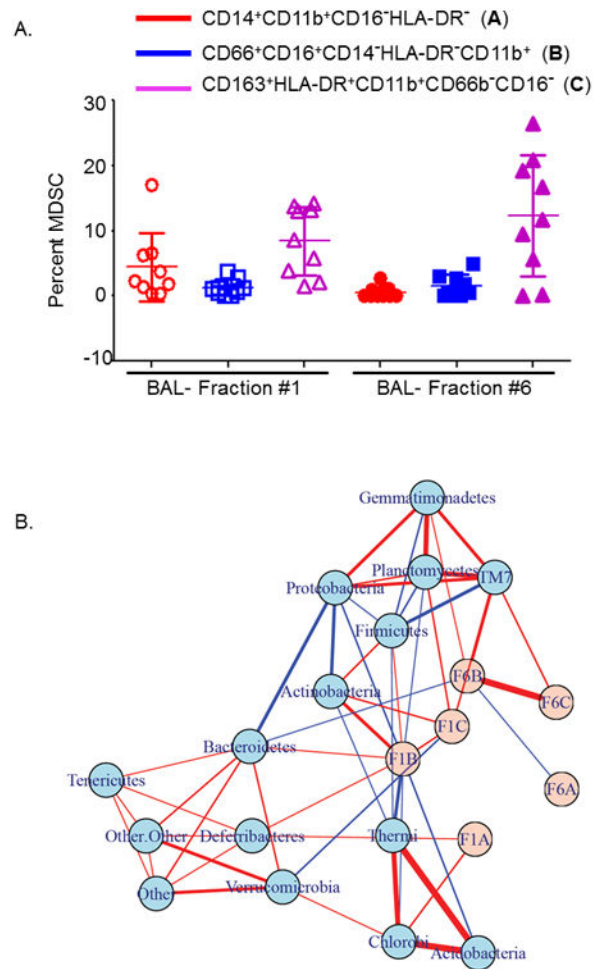 A.
CD14⁺CD11b⁺CD16⁻HLA-DR⁻ (A)
CD66⁺CD16⁺CD14⁻HLA-DR⁻CD11b⁺ (B)
CD163⁺HLA-DR⁺CD11b⁺CD66b⁻CD16⁻ (C)
Percent MDSC
30
20
10
0
-10
BAL- Fraction #1
BAL- Fraction #6
B.
Gemmatimonadetes
Planctomycetes
TM7
Proteobacteria
Firmicutes
F6B
Actinobacteria
F6C
F1C
Bacteroidetes
F1B
Tenericutes
F6A
Other.Other
Deferribacteres
Thermi
F1A
Other
Verrucomicrobia
Chlorobi
Acidobacteria